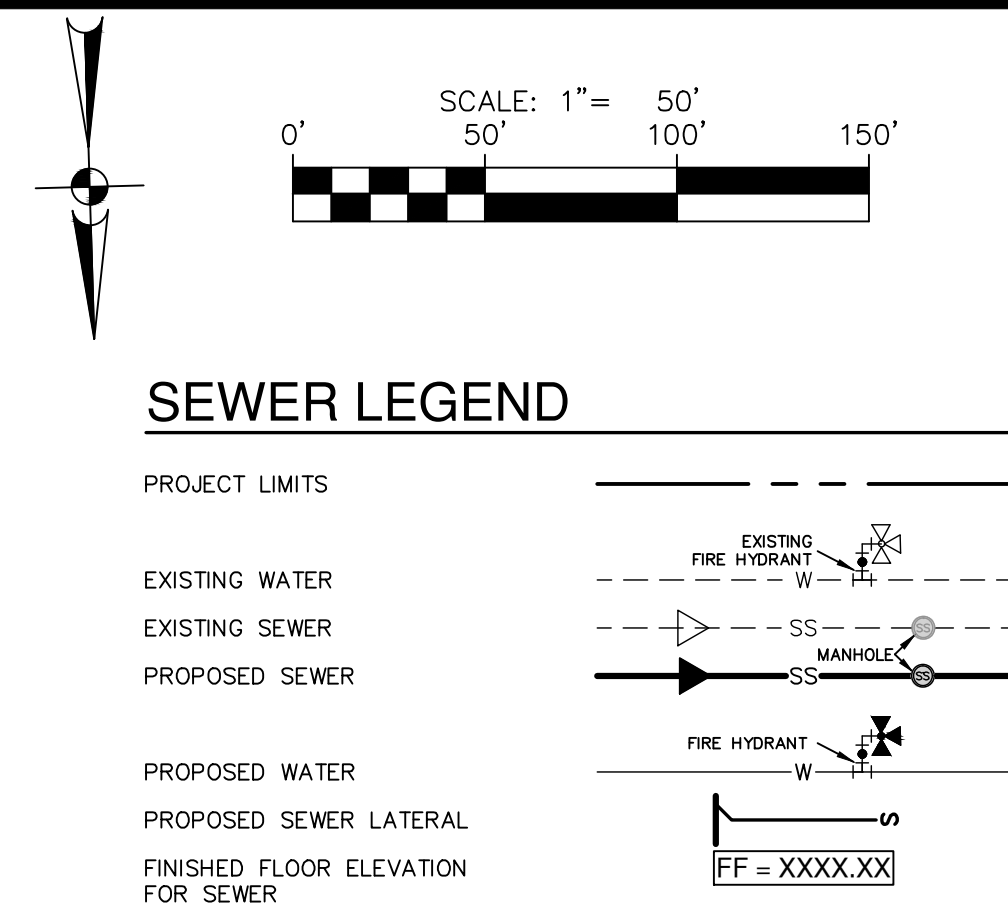 SCALE: 1"= 50'
0' 50' 100' 150'
SEWER LEGEND
PROJECT LIMITS
EXISTING
FIRE HYDRANT
EXISTING WATER
W
EXISTING SEWER
SS SS
MANHOLE
PROPOSED SEWER
SS SS
FIRE HYDRANT
PROPOSED WATER
W
PROPOSED SEWER LATERAL
S
FINISHED FLOOR ELEVATION
FOR SEWER
FF = XXXX.XX